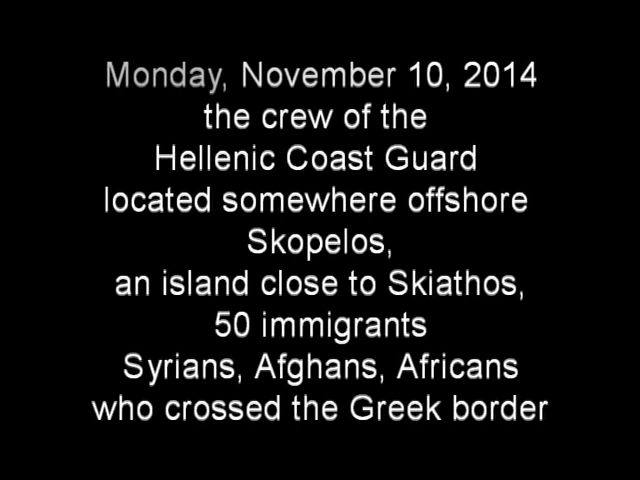 Monday, November 10, 2014
the crew of the
Hellenic Coast Guard
located somewhere offshore
Skopelos,
an island close to Skiathos,
50 immigrants
Syrians, Afghans, Africans
who crossed the Greek border